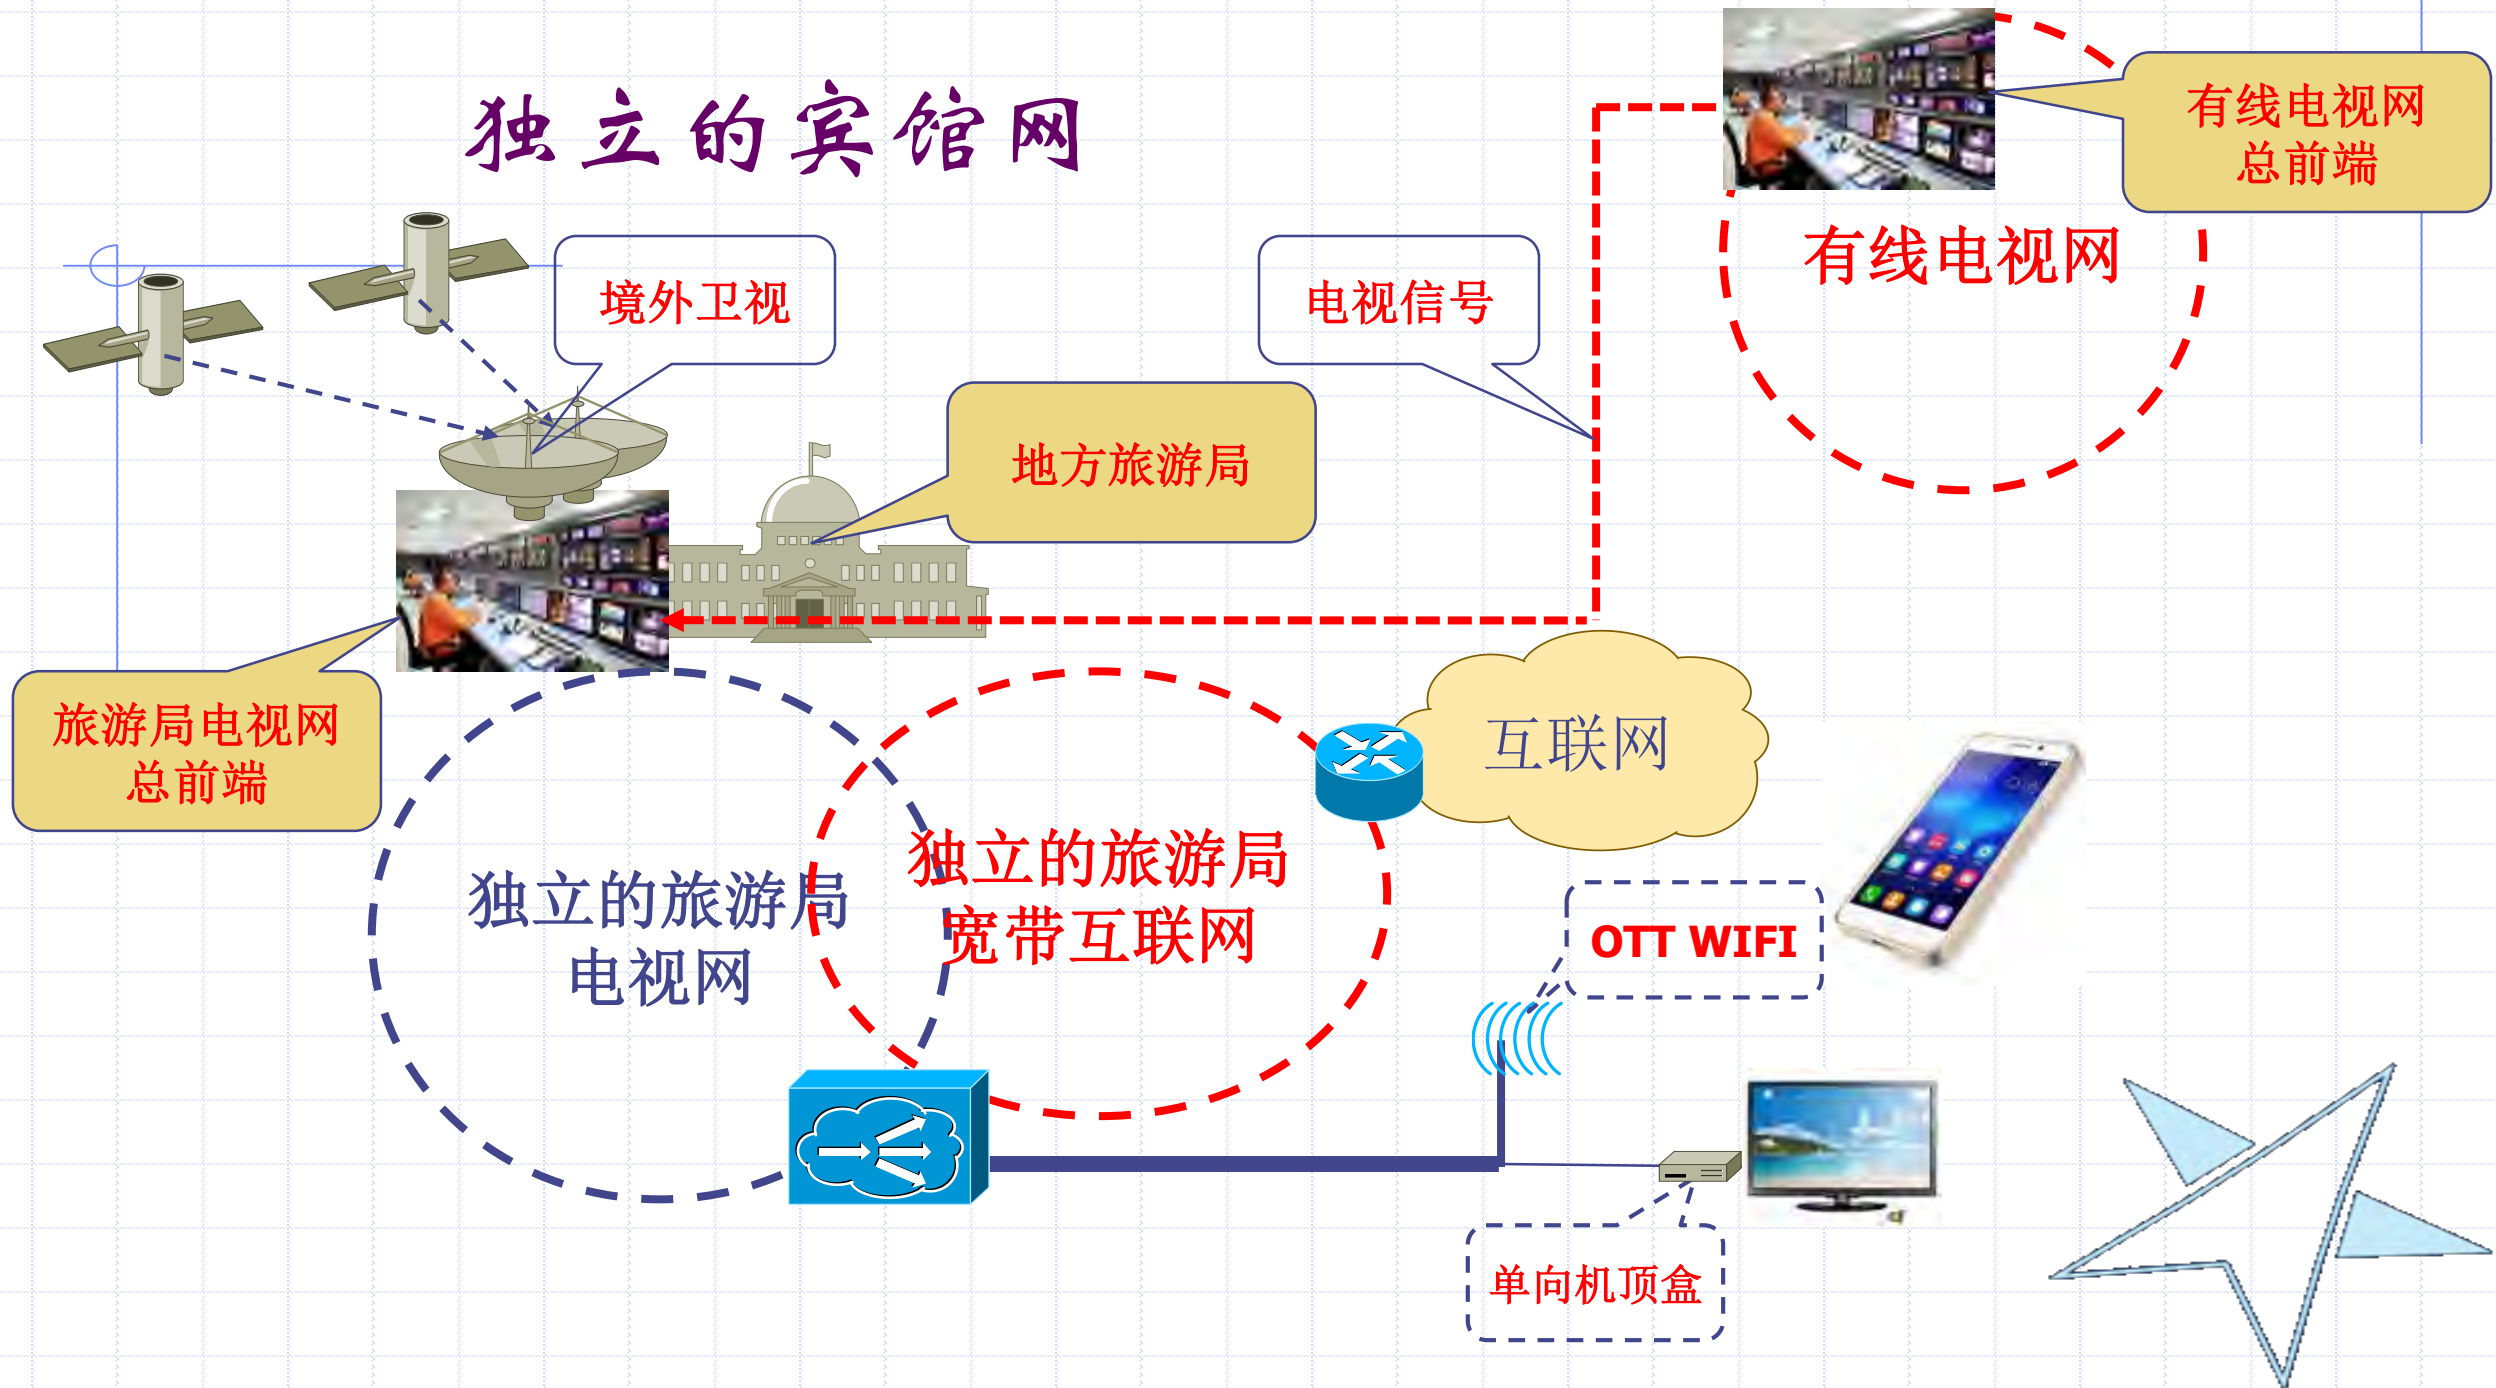 独立的宾馆网
有线电视网
总前端
有线电视网
境外卫视
电视信号
地方旅游局
旅游局电视网
总前端
互联网
独立的旅游局
宽带互联网
独立的旅游局
电视网
OTT WIFI
单向机顶盒